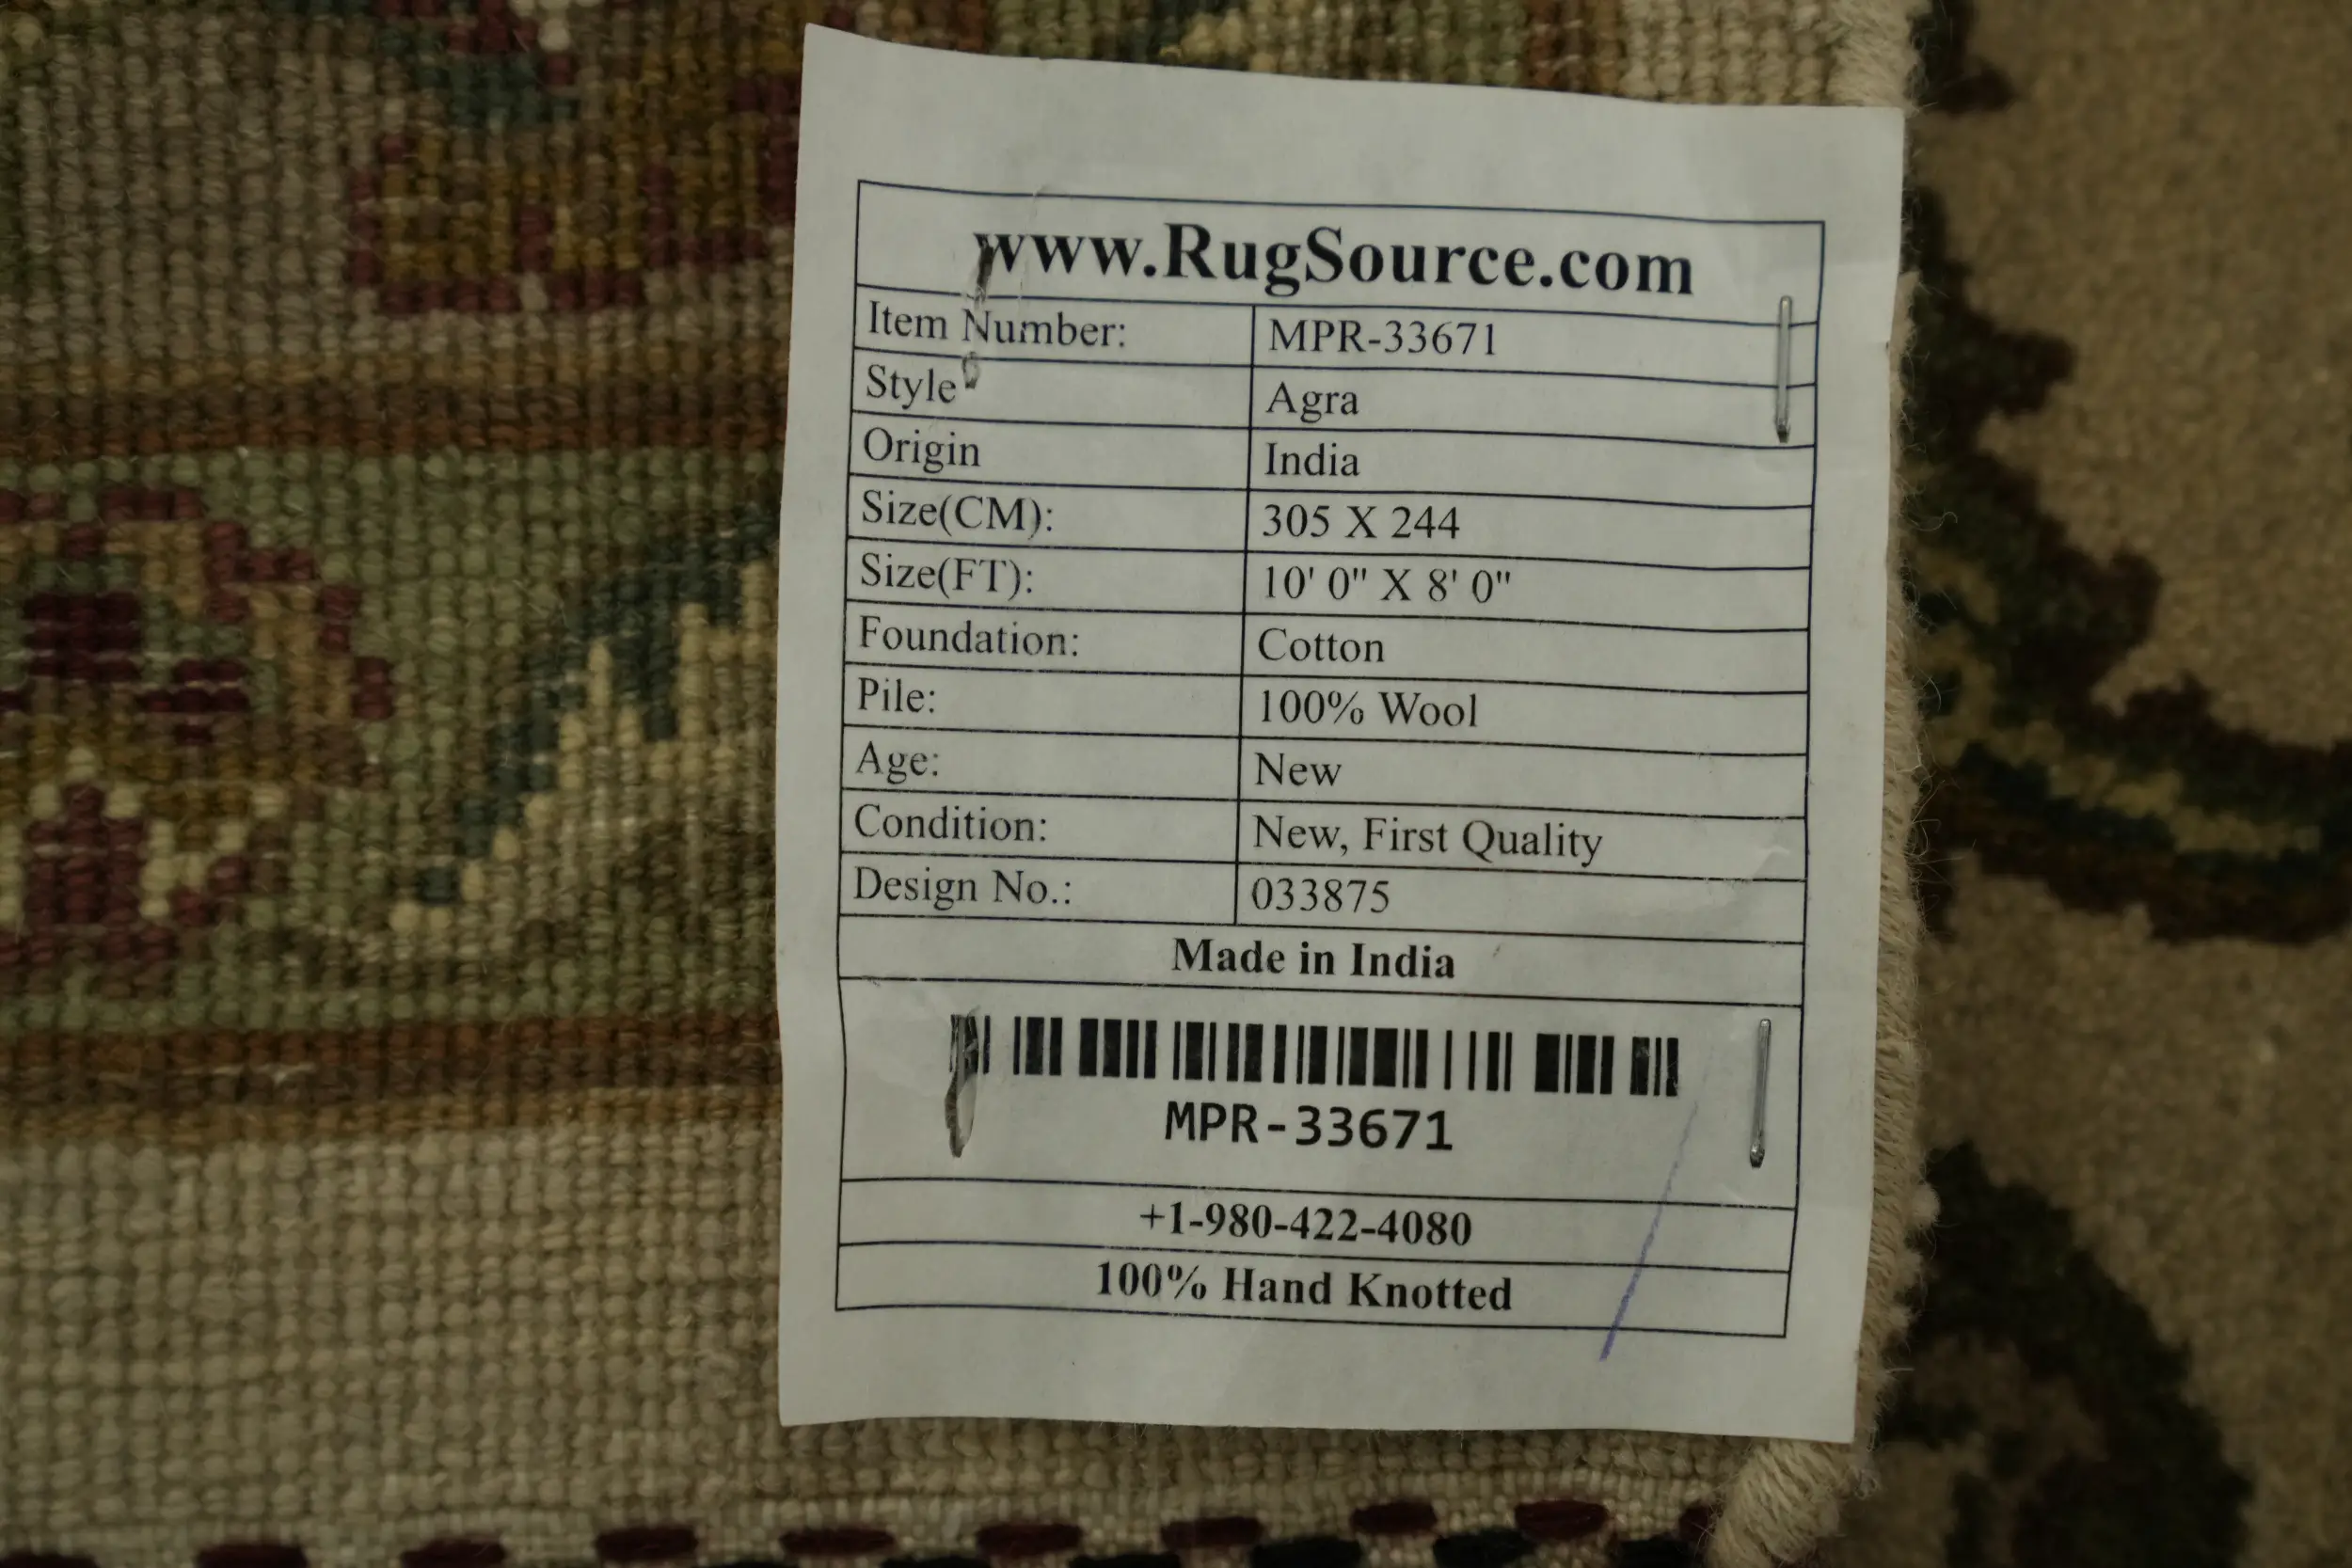 www.RugSource.com
Item Number: MPR-33671
Style Agra
Origin India
Size(CM): 305 X 244
Size(FT): 10' 0" X 8' 0"
Foundation: Cotton
Pile: 100% Wool
Age: New
Condition: New, First Quality
Design No.: 033875
Made in India
MPR-33671
+1-980-422-4080
100% Hand Knotted